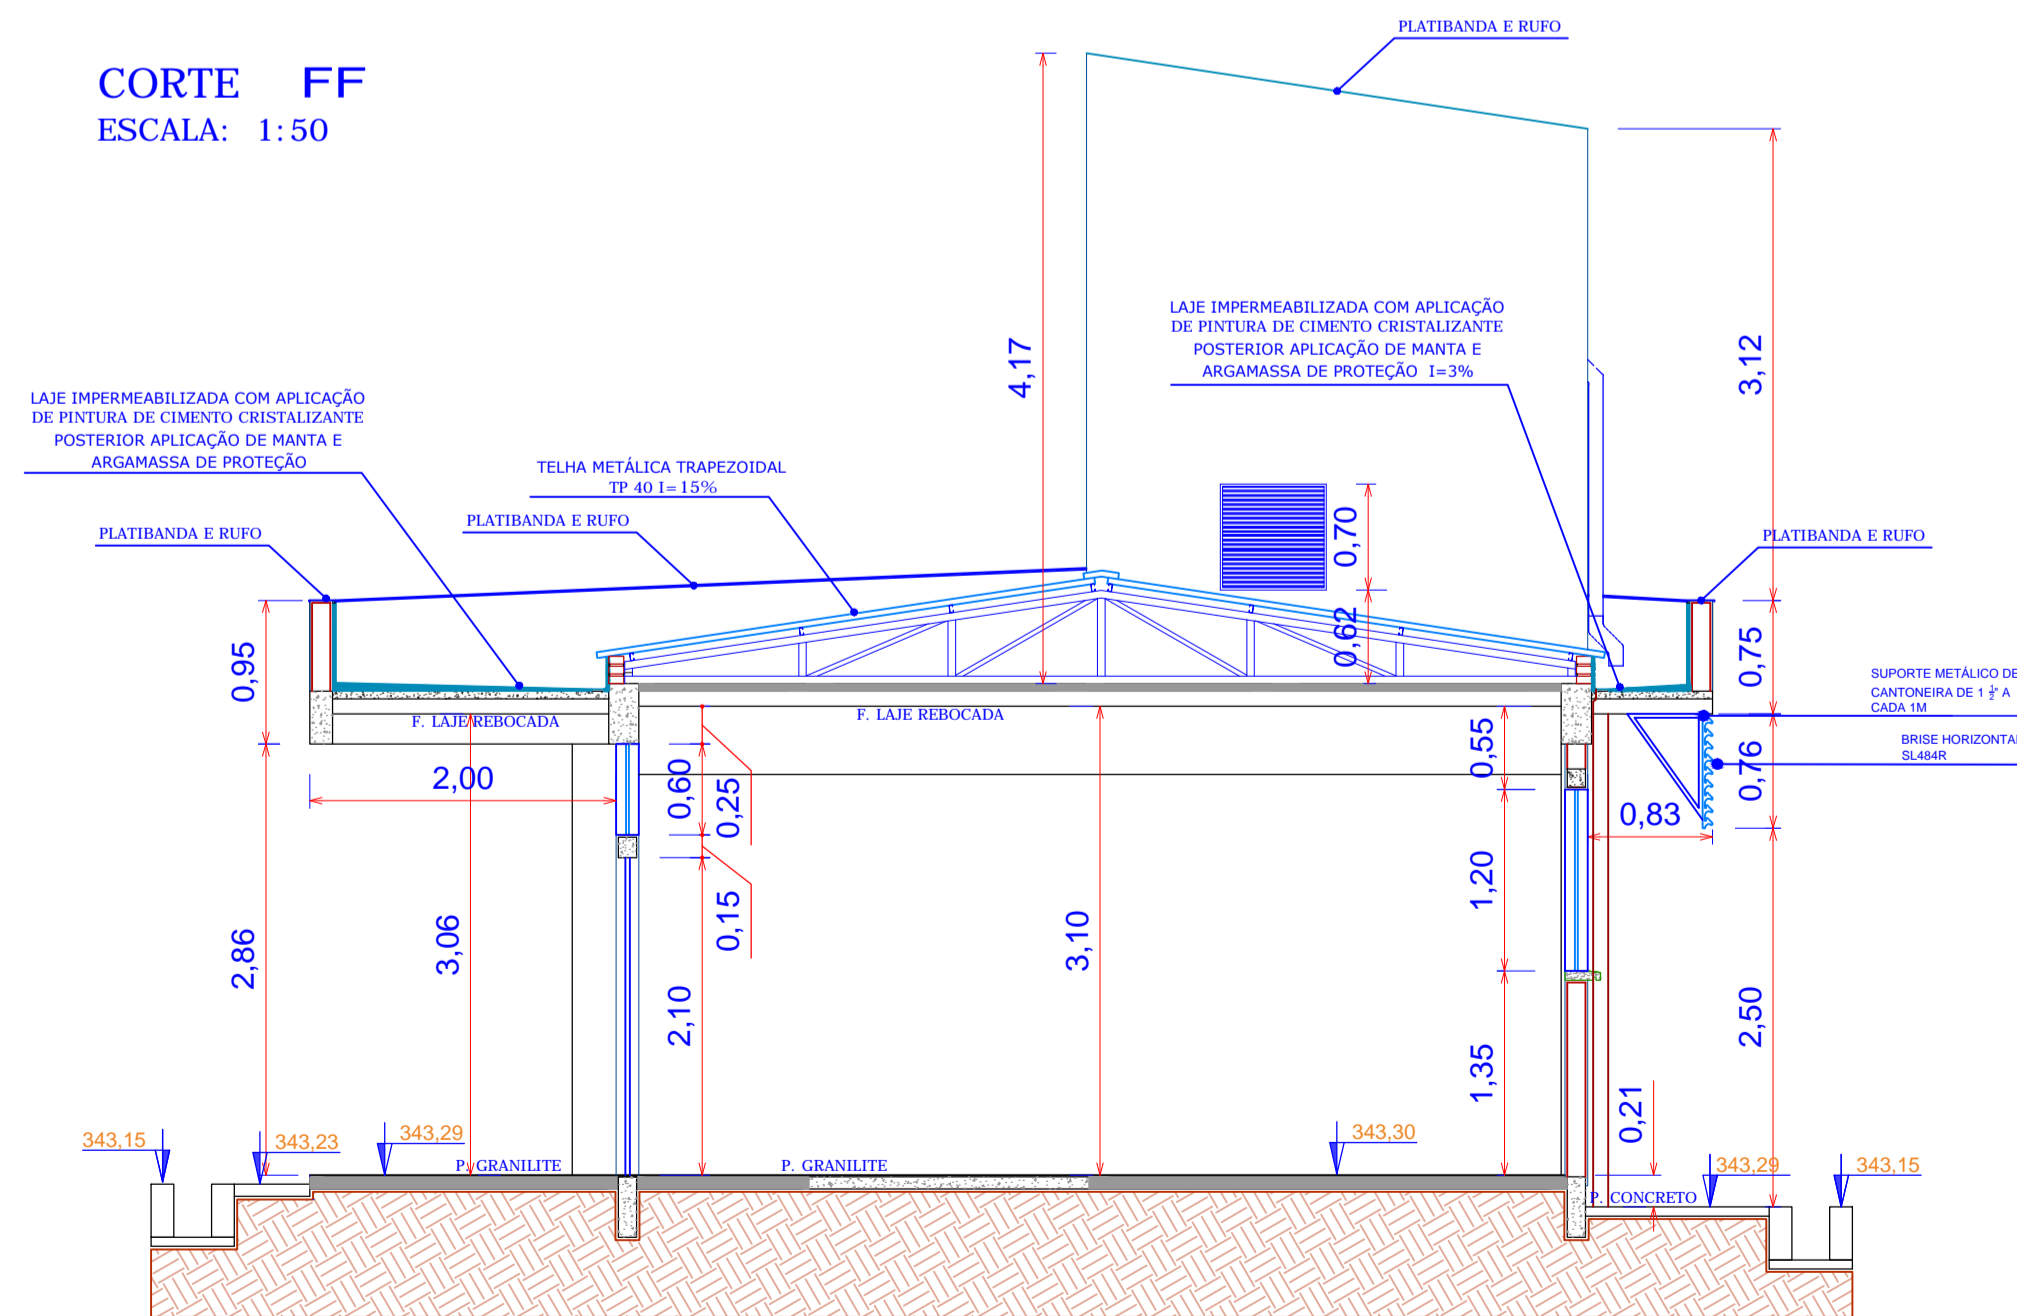 CORTE FF
ESCALA: 1:50
PLATIBANDA E RUFO
LAJE IMPERMEABILIZADA COM APLICAÇÃO
DE PINTURA DE CIMENTO CRISTALIZANTE
POSTERIOR APLICAÇÃO DE MANTA E
ARGAMASSA DE PROTEÇÃO I=3%
4,17
3,12
LAJE IMPERMEABILIZADA COM APLICAÇÃO
DE PINTURA DE CIMENTO CRISTALIZANTE
POSTERIOR APLICAÇÃO DE MANTA E
ARGAMASSA DE PROTEÇÃO
TELHA METÁLICA TRAPEZOIDAL
TP 40 I=15%
PLATIBANDA E RUFO
PLATIBANDA E RUFO
PLATIBANDA E RUFO
0,70
0,62
0,95
0,75
SUPORTE METÁLICO DE
CANTONEIRA DE 1 ½" A
CADA 1M
F. LAJE REBOCADA
F. LAJE REBOCADA
BRISE HORIZONTAL
SL484R
2,00
0,60
0,25
0,55
0,76
0,83
0,15
1,20
2,86
3,06
3,10
2,10
1,35
2,50
0,21
343,15
343,23
343,29
343,30
343,29
343,15
P. GRANILITE
P. GRANILITE
P. CONCRETO